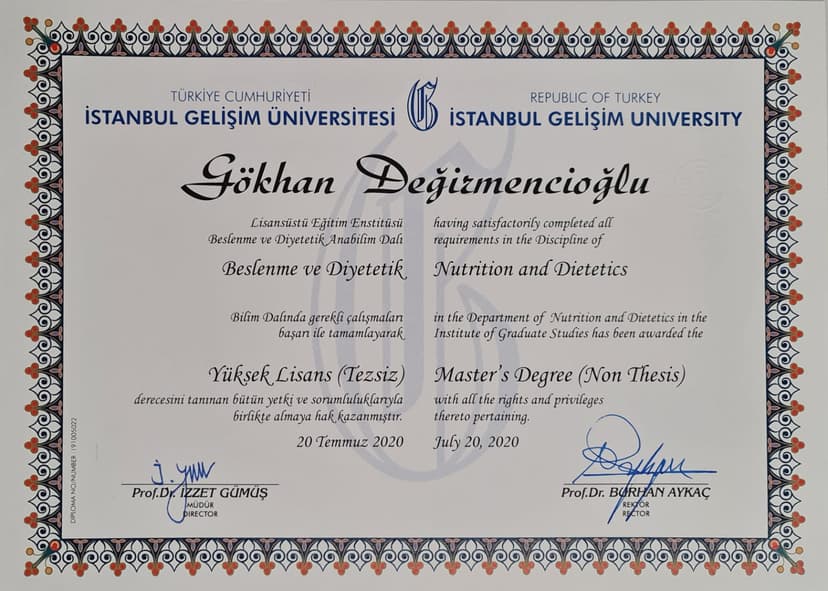 TÜRKİYE CUMHURİYETİ
İSTANBUL GELİŞİM ÜNİVERSİTESİ
REPUBLIC OF TURKEY
İSTANBUL GELİŞİM UNIVERSITY
Gökhan Değirmencioğlu
Lisansüstü Eğitim Enstitüsü
Beslenme ve Diyetetik Anabilim Dalı
Beslenme ve Diyetetik
Bilim Dalında gerekli çalışmaları
başarı ile tamamlayarak
Yüksek Lisans (Tezsiz)
derecesini tanınan bütün yetki ve sorumluluklarıyla
birlikte almaya hak kazanmıştır.
20 Temmuz 2020
having satisfactorily completed all
requirements in the Discipline of
Nutrition and Dietetics
in the Department of Nutrition and Dietetics in the
Institute of Graduate Studies has been awarded the
Master's Degree (Non Thesis)
with all the rights and privileges
thereto pertaining.
July 20, 2020
Prof.Dr. İZZET GÜMÜŞ
MÜDÜR
DIRECTOR
Prof.Dr. BURHAN AYKAÇ
REKTÖR
RECTOR
DİPLOMA NO/NUMBER 191005022